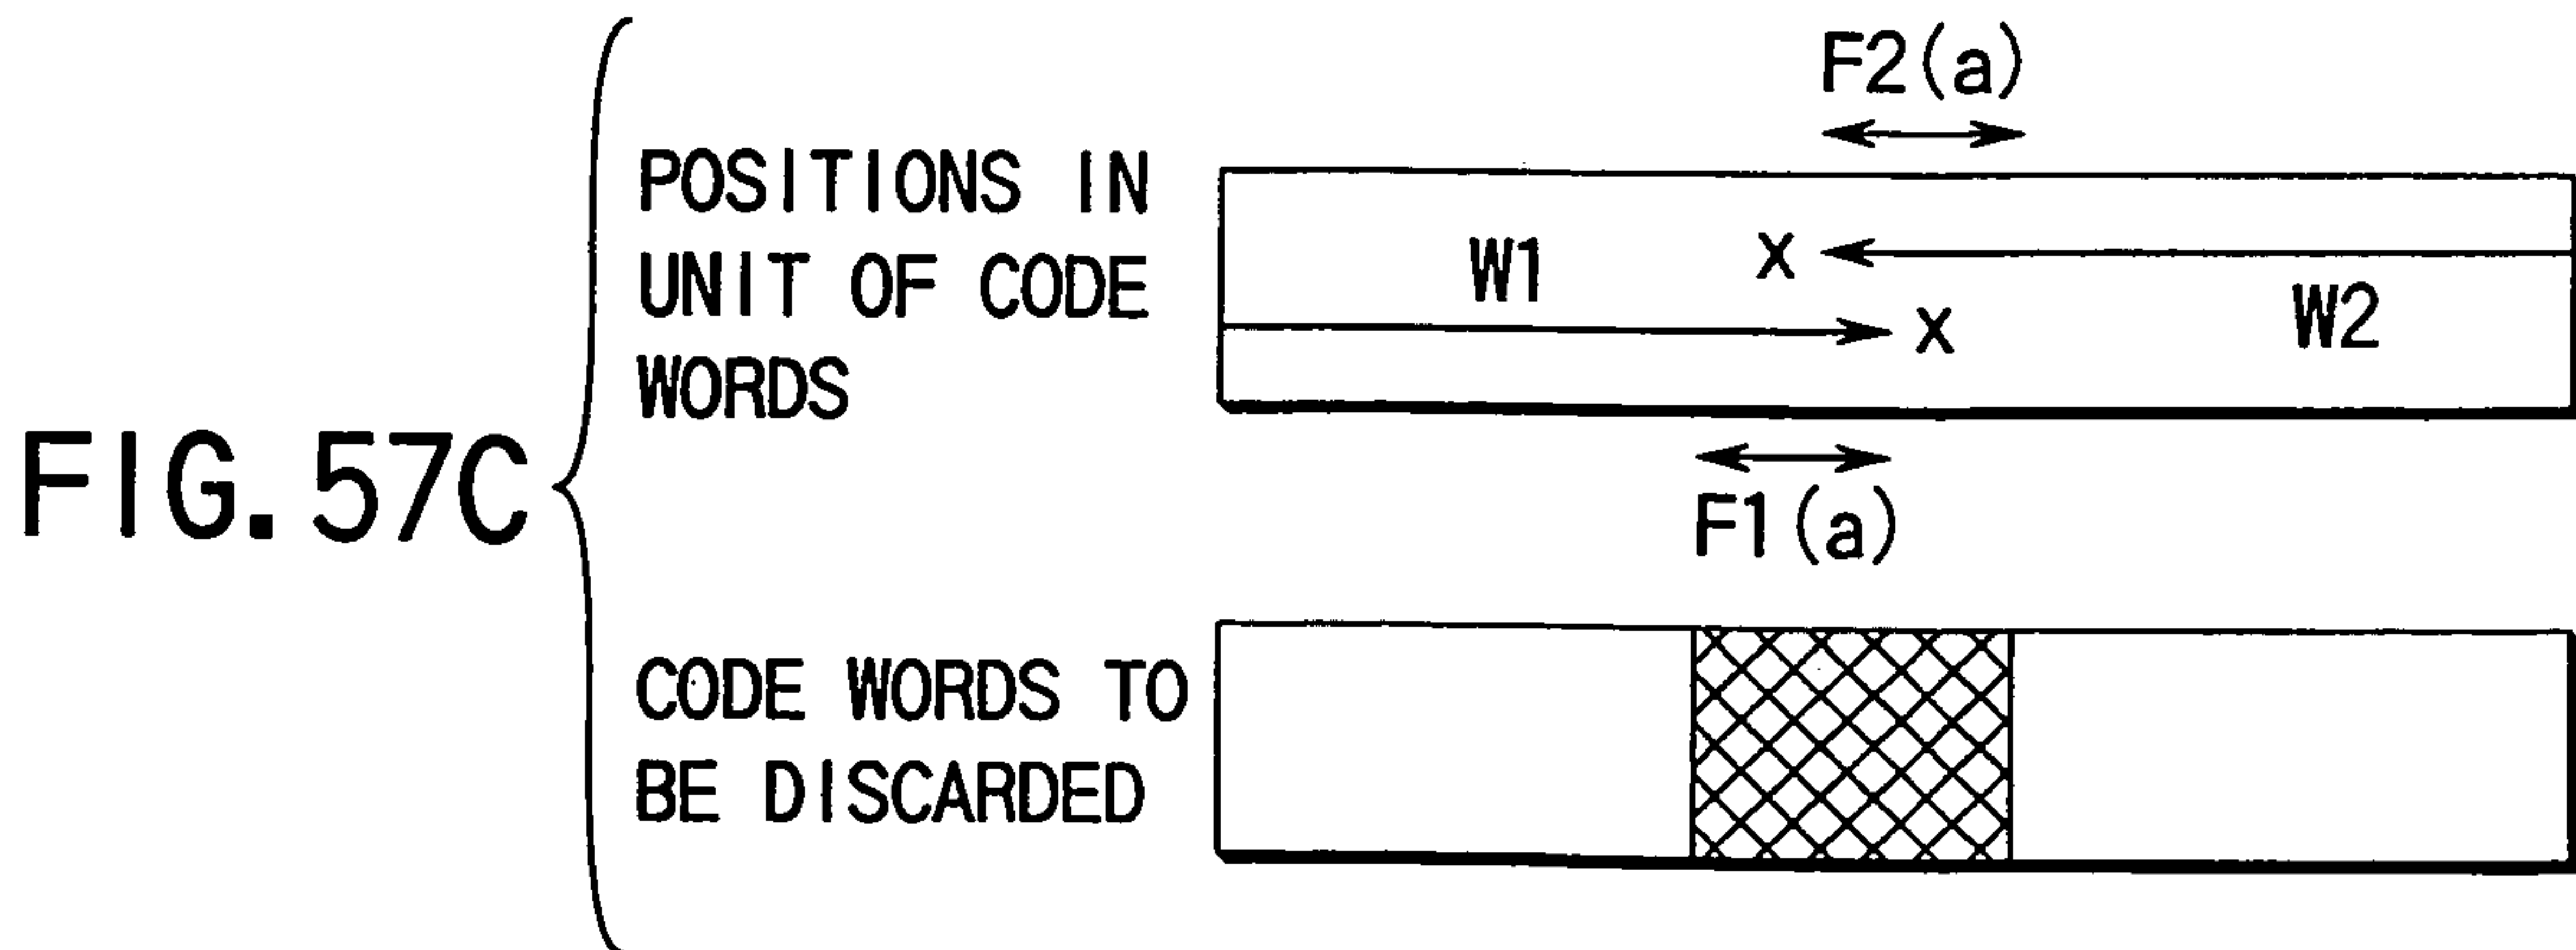 FIG. 57C
POSITIONS IN
UNIT OF CODE
WORDS
F2(a)
W1
X
X
W2
F1(a)
CODE WORDS TO
BE DISCARDED